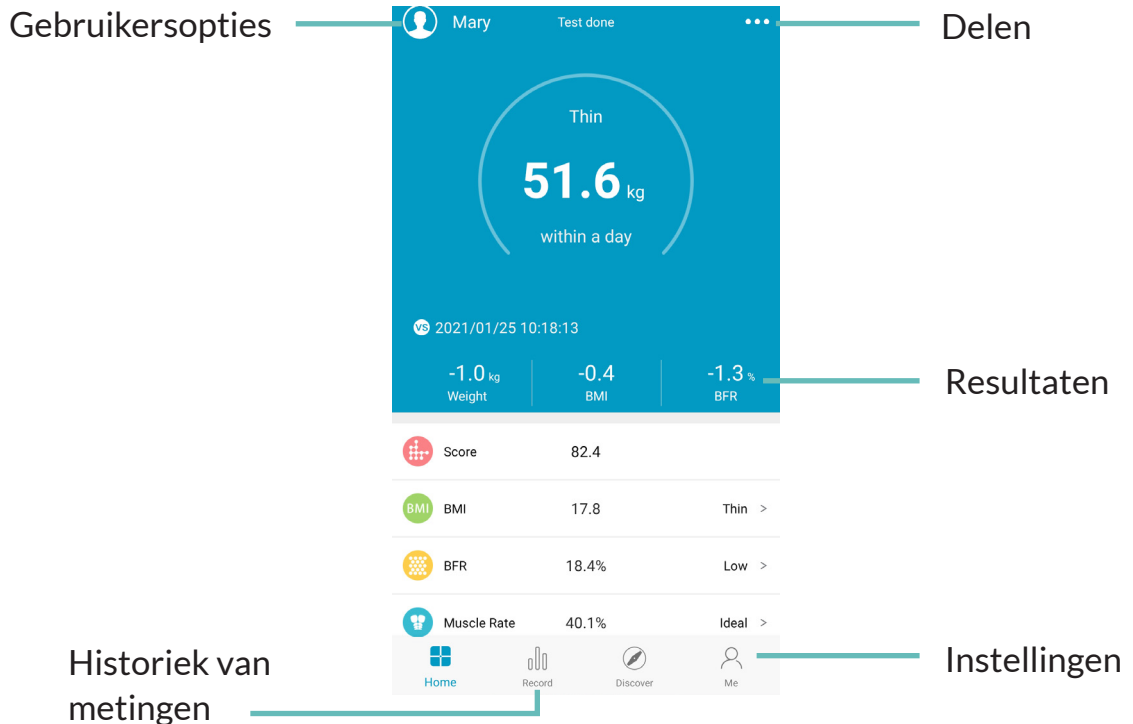 Gebruikersopties
Mary
Test done
Delen
Thin
51.6 kg
within a day
VS 2021/01/25 10:18:13
-1.0 kg
-0.4
-1.3 %
Weight
BMI
BFR
Resultaten
Score 82.4
BMI BMI 17.8 Thin >
BFR 18.4% Low >
Muscle Rate 40.1% Ideal >
Home
Record
Discover
Me
Historiek van
metingen
Instellingen